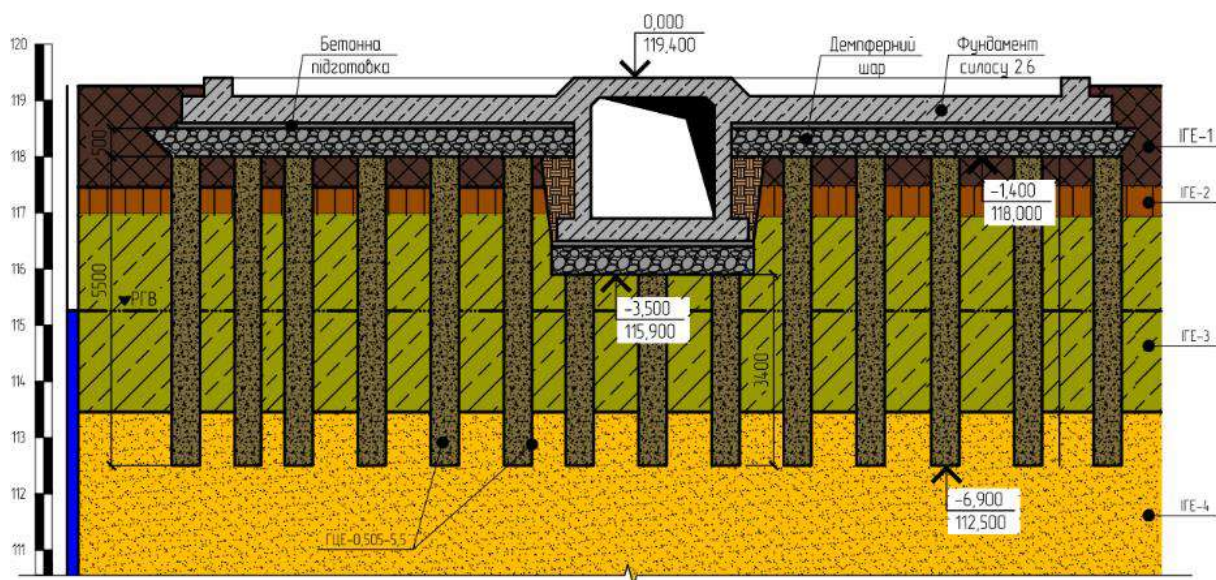 0,000
119,400
Бетонна
підготовка
Демпферний
шар
Фундамент
силосу 2.6
120
119
118
117
116
115
114
113
112
111
500
5500
РГВ
3400
-1,400
118,000
-3,500
115,900
-6,900
112,500
ГЦЕ-0,505-5,5
ІГЕ-1
ІГЕ-2
ІГЕ-3
ІГЕ-4